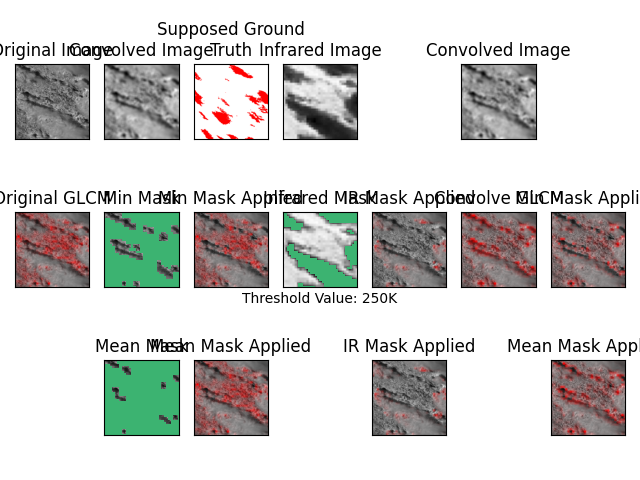 Supposed Ground
Original Image Convolved Image Truth Infrared Image Convolved Image
Original GLCM Min Mask Min Mask Applied Infrared Mask IR Mask Applied Convolve GLCM Min Mask Appli
Threshold Value: 250K
Mean Mask Mean Mask Applied IR Mask Applied Mean Mask Appl